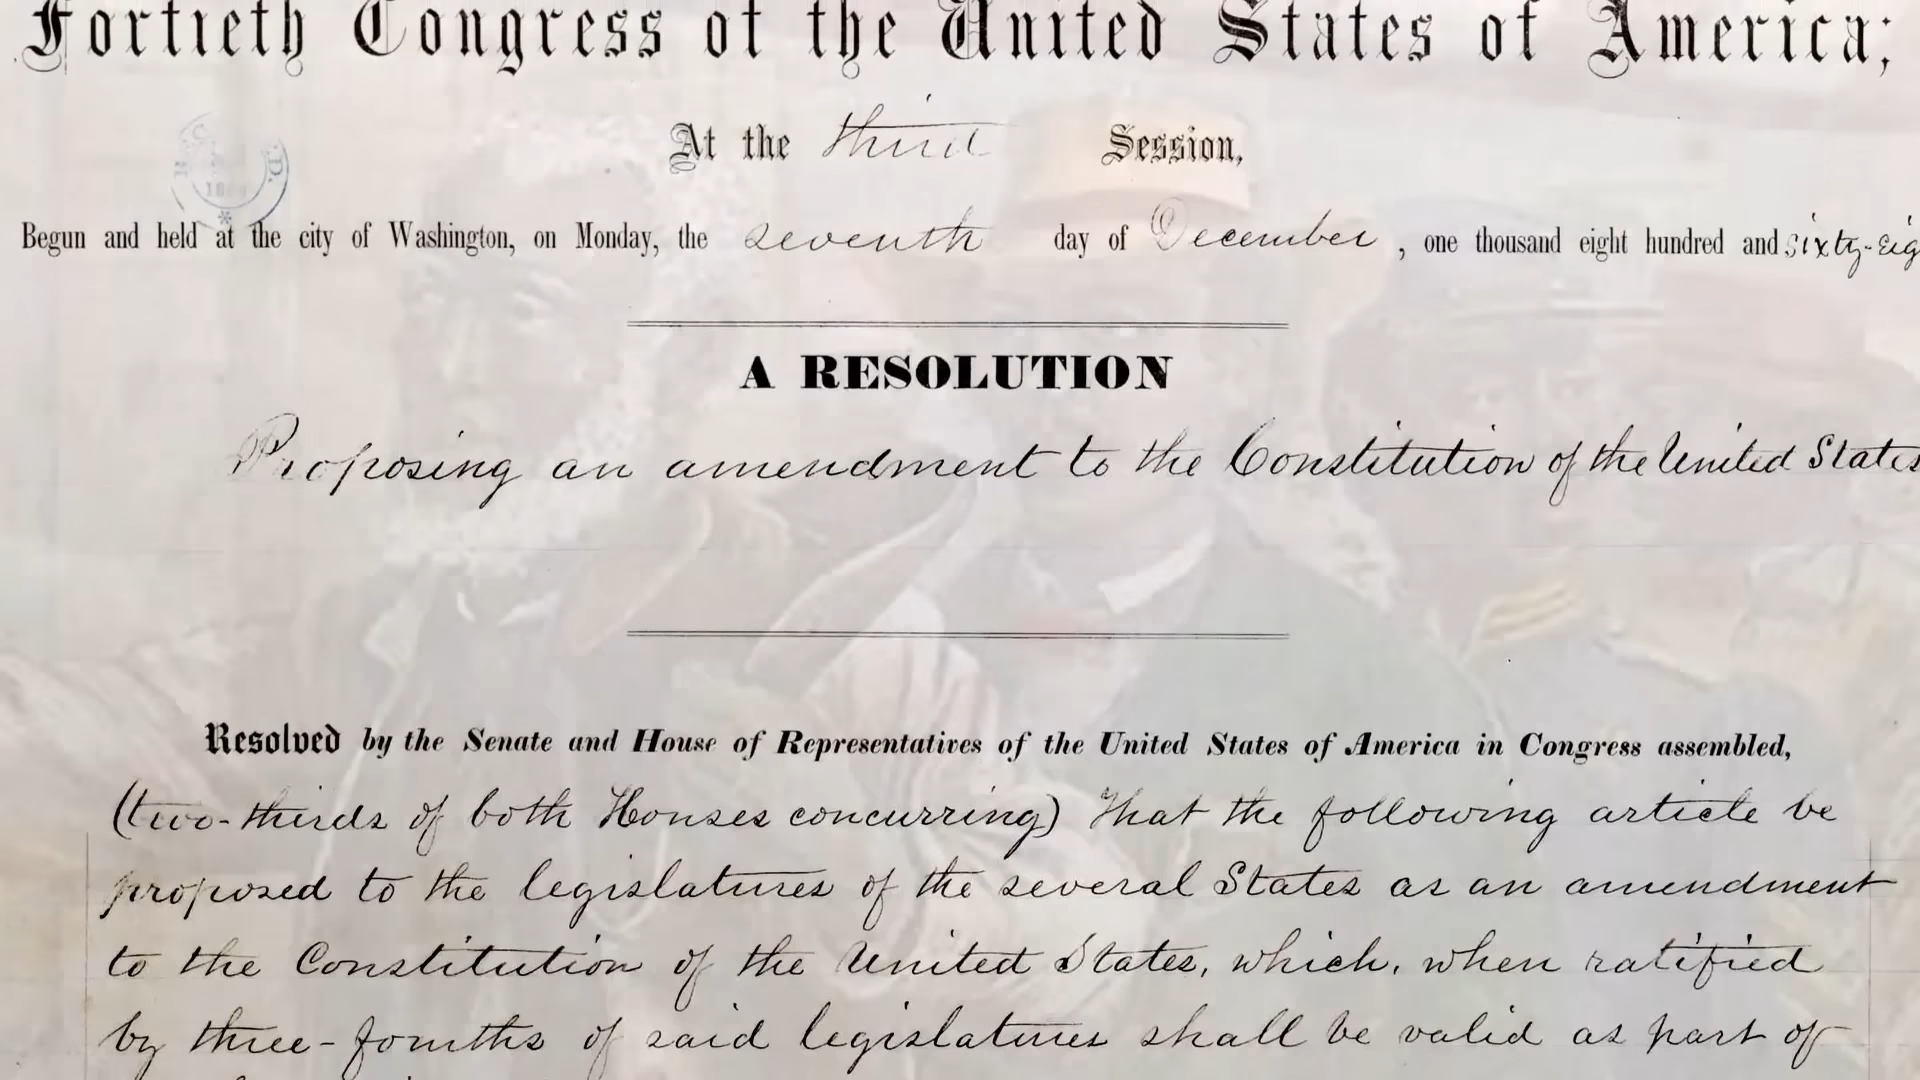 Fortieth Congress of the United States of America;
At the third Session,
Begun and held at the city of Washington, on Monday, the seventh day of December, one thousand eight hundred and sixty-eig
A RESOLUTION
Proposing an amendment to the Constitution of the United States
Resolved by the Senate and House of Representatives of the United States of America in Congress assembled,
(two-thirds of both Houses concurring) That the following article be
proposed to the legislatures of the several States as an amendment
to the Constitution of the United States, which, when ratified
by three-fourths of said legislatures shall be valid as part of